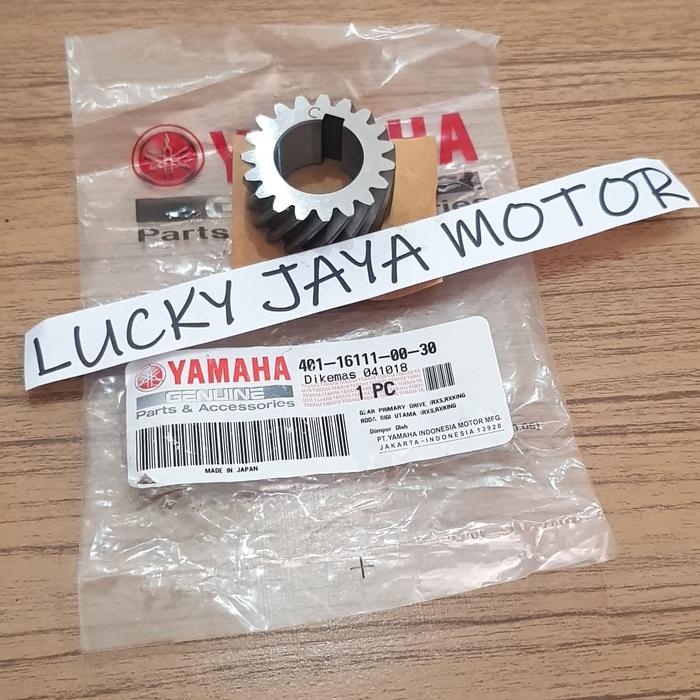 C
YAMAHA
Parts
LUCKY JAYA MOTOR
YAMAHA 401-16111-00-30
GENUINE Dikemas 041018
Parts & Accessories 1 PC
GEAR PRIMARY DRIVE (RXS,RXKING
RODA GIGI UTAMA (RXS,RXKING
Diimpor Oleh
PT. YAMAHA INDONESIA MOTOR MFG.
JAKARTA-INDONESIA 13920
MADE IN JAPAN